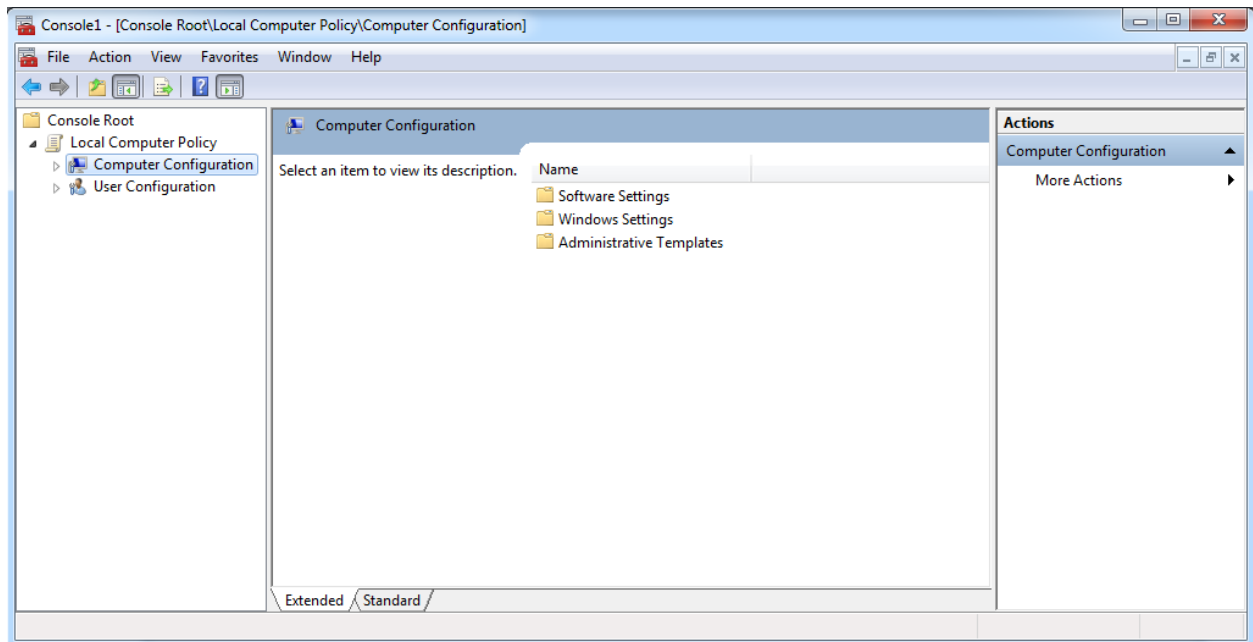 Console1 - [Console Root\Local Computer Policy\Computer Configuration]
File Action View Favorites Window Help
Console Root
Local Computer Policy
Computer Configuration
User Configuration
Computer Configuration
Select an item to view its description.
Name
Software Settings
Windows Settings
Administrative Templates
Extended Standard
Actions
Computer Configuration
More Actions